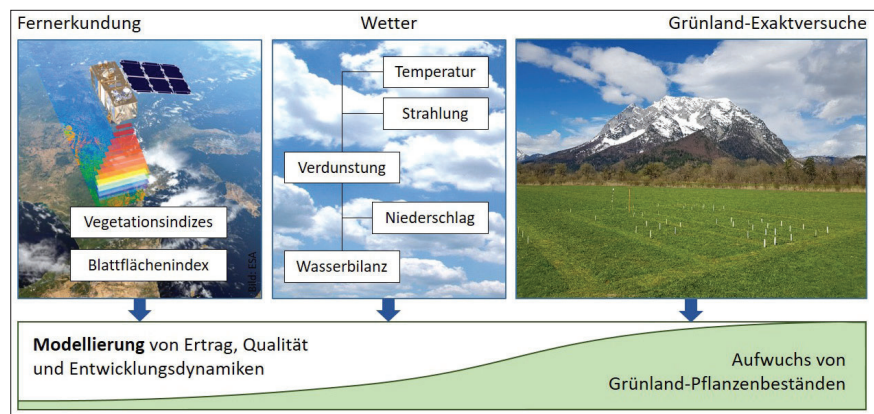 Fernerkundung
Vegetationsindizes
Blattflächenindex
Bild: ESA
Wetter
Temperatur
Strahlung
Verdunstung
Niederschlag
Wasserbilanz
Grünland-Exaktversuche
Modellierung von Ertrag, Qualität
und Entwicklungsdynamiken
Aufwuchs von
Grünland-Pflanzenbeständen